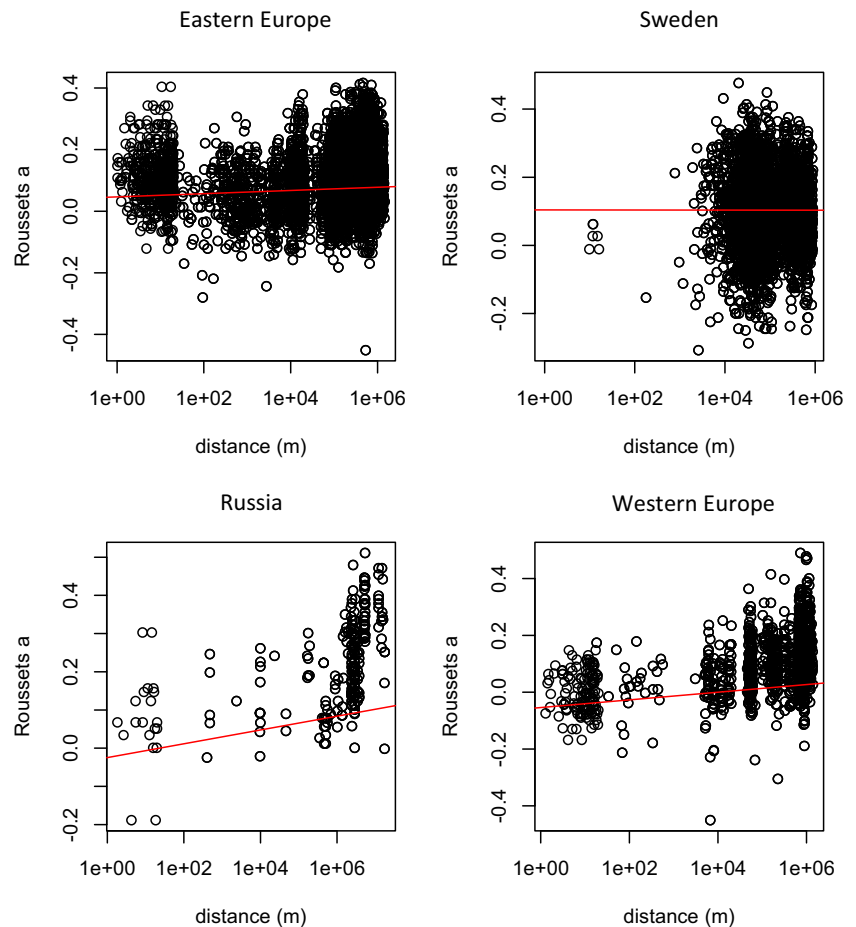 Eastern Europe
Roussets a
0.4
0.2
0.0
-0.2
-0.4
1e+00 1e+02 1e+04 1e+06
distance (m)
Sweden
Roussets a
0.4
0.2
0.0
-0.2
1e+00 1e+02 1e+04 1e+06
distance (m)
Russia
Roussets a
0.4
0.2
0.0
-0.2
1e+00 1e+02 1e+04 1e+06
distance (m)
Western Europe
Roussets a
0.4
0.2
0.0
-0.2
-0.4
1e+00 1e+02 1e+04 1e+06
distance (m)